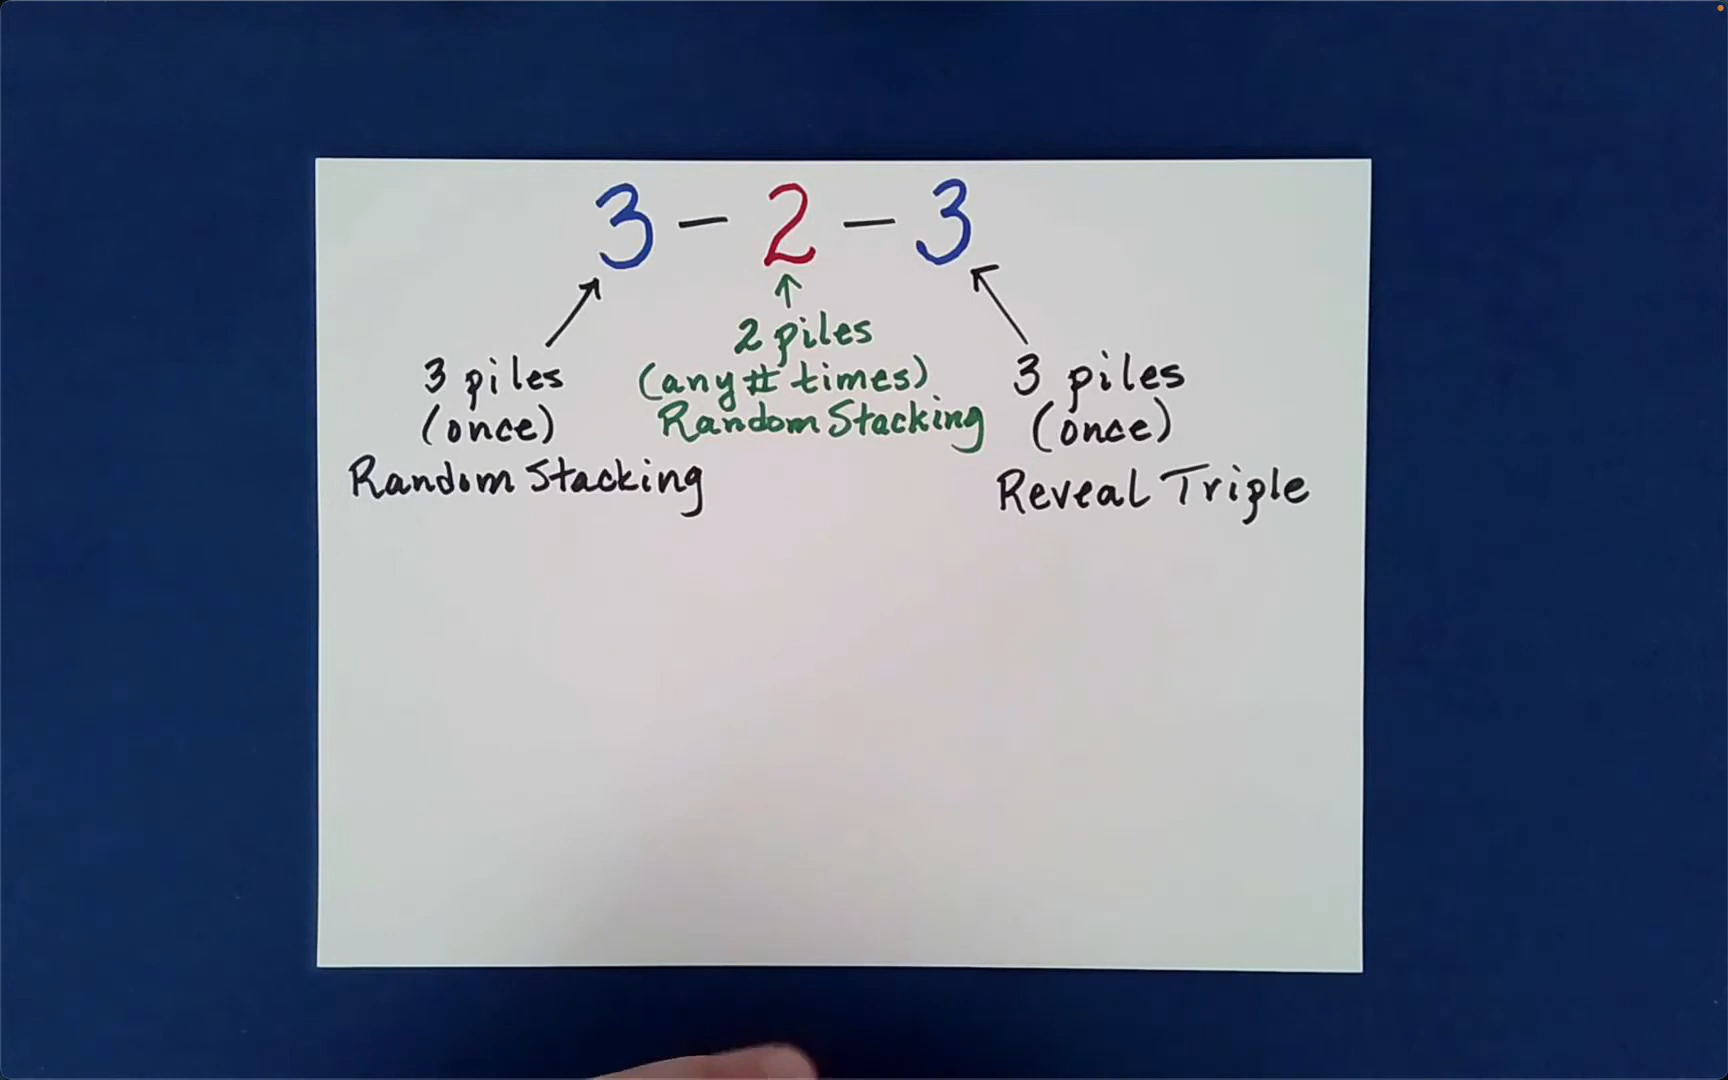 3 - 2 - 3
3 piles
(once)
Random Stacking
2 piles
(any # times)
Random Stacking
3 piles
(once)
Reveal Triple